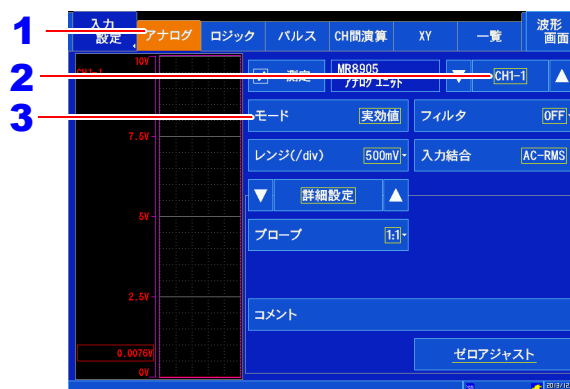 1
2
3
入力
設定
アナログ
ロジック
パルス
CH間演算
XY
一覧
波形
画面
CH1-1
10V
7.5V
5V
2.5V
0.0076V
0V
測定
MR8905
アナログ ユニット
CH1-1
モード
実効値
フィルタ
OFF
レンジ(/div)
500mV
入力結合
AC-RMS
詳細設定
プローブ
1:1
コメント
ゼロアジャスト